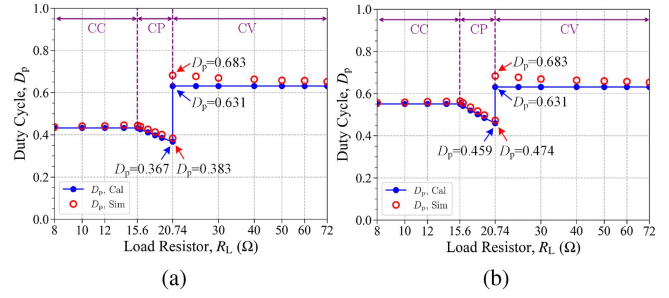 CC CP CV
Duty Cycle, Dp
1.0
0.8
0.6
0.4
0.2
0.0
Dp=0.683
Dp=0.631
Dp=0.367
Dp=0.383
Dp, Cal
Dp, Sim
8 10 12 15.6 20.74 30 40 50 60 72
Load Resistor, RL (Ω)
(a)
CC CP CV
Duty Cycle, Dp
1.0
0.8
0.6
0.4
0.2
0.0
Dp=0.683
Dp=0.631
Dp=0.459
Dp=0.474
Dp, Cal
Dp, Sim
8 10 12 15.6 20.74 30 40 50 60 72
Load Resistor, RL (Ω)
(b)